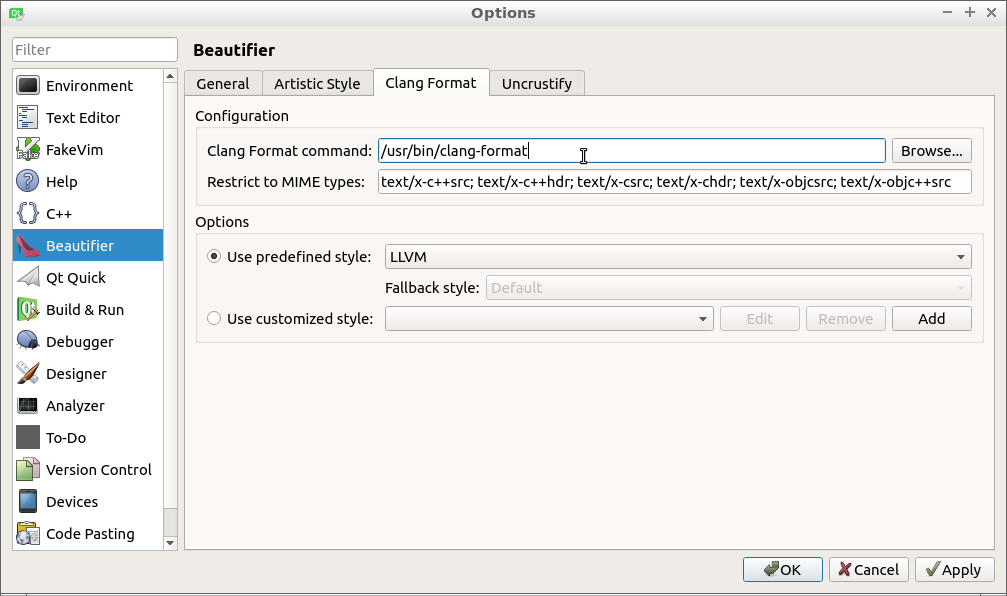 Options
Filter
Environment
Text Editor
FakeVim
Help
C++
Beautifier
Qt Quick
Build & Run
Debugger
Designer
Analyzer
To-Do
Version Control
Devices
Code Pasting
Beautifier
General Artistic Style Clang Format Uncrustify
Configuration
Clang Format command: /usr/bin/clang-format Browse...
Restrict to MIME types: text/x-c++src; text/x-c++hdr; text/x-csrc; text/x-chdr; text/x-objcsrc; text/x-objc++src
Options
Use predefined style: LLVM
Fallback style: Default
Use customized style: Edit Remove Add
OK Cancel Apply